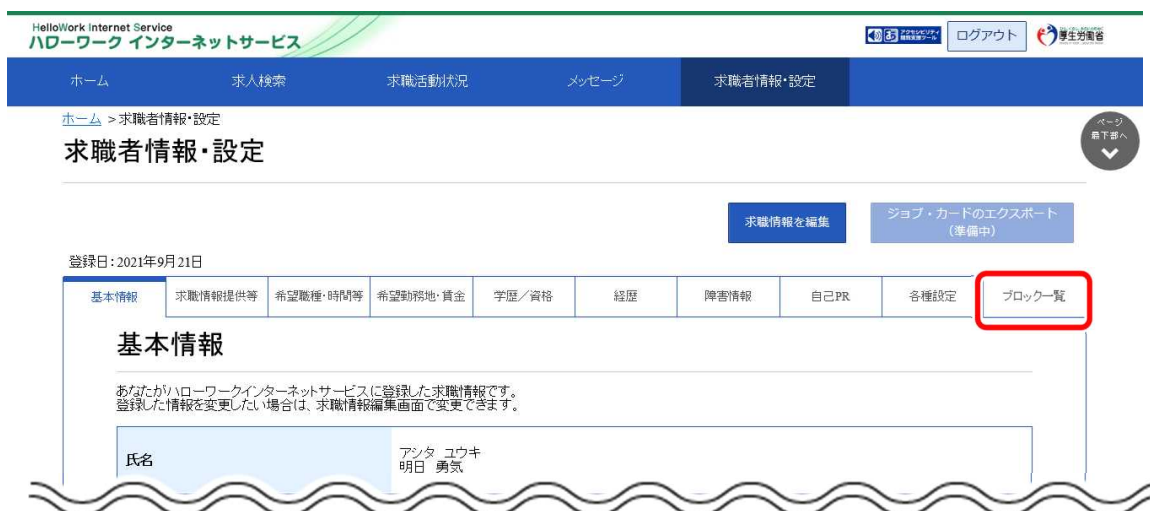 HelloWork Internet Service
ハローワーク インターネットサービス
ログアウト
厚生労働省
ホーム
求人検索
求職活動状況
メッセージ
求職者情報・設定
ホーム >求職者情報・設定
ページ
最下部へ
求職者情報・設定
求職情報を編集
ジョブ・カードのエクスポート
(準備中)
登録日:2021年9月21日
基本情報
求職情報提供等
希望職種・時間等
希望勤務地・賃金
学歴/資格
経歴
障害情報
自己PR
各種設定
ブロック一覧
基本情報
あなたがハローワークインターネットサービスに登録した求職情報です。
登録した情報を変更したい場合は、求職情報編集画面で変更できます。
氏名
アシタ ユウキ
明日 勇気